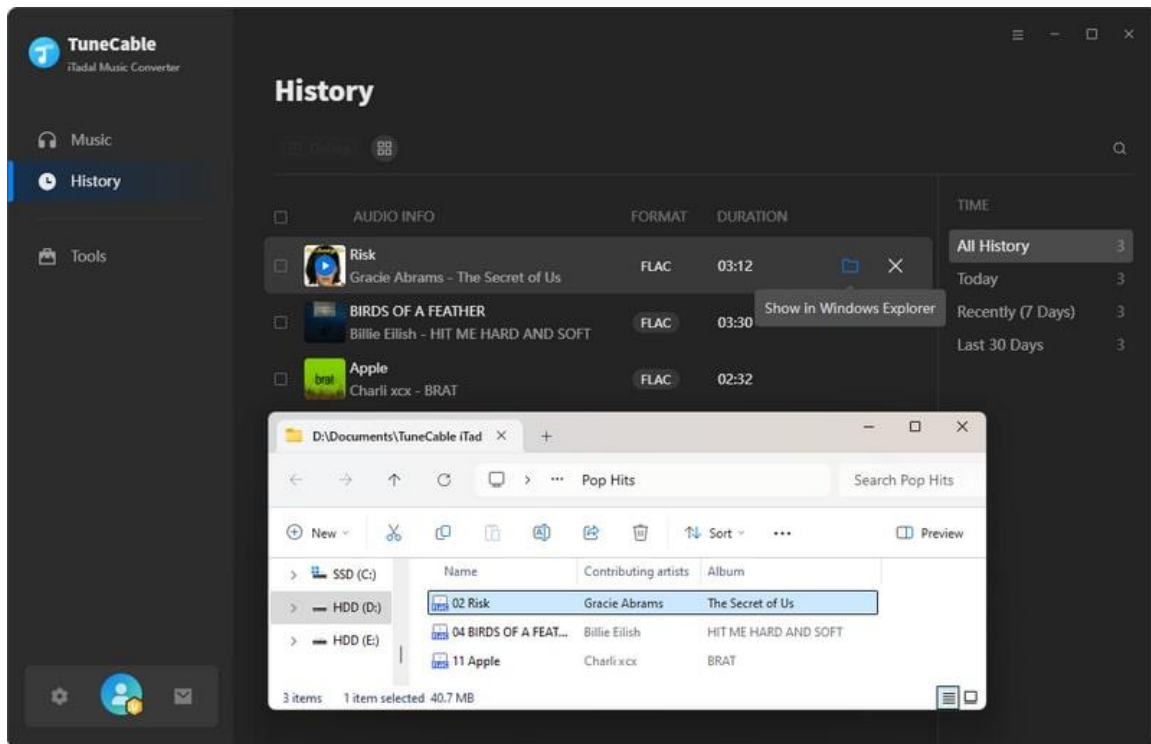 TuneCable
iTadal Music Converter
Music
History
Tools
History
Delete
AUDIO INFO FORMAT DURATION
Risk
Gracie Abrams - The Secret of Us
FLAC 03:12
Show in Windows Explorer
BIRDS OF A FEATHER
Billie Eilish - HIT ME HARD AND SOFT
FLAC 03:30
brat
Apple
Charli xcx - BRAT
FLAC 02:32
TIME
All History 3
Today 3
Recently (7 Days) 3
Last 30 Days 3
D:\Documents\TuneCable iTad
Pop Hits
Search Pop Hits
New Sort Preview
SSD (C:)
HDD (D:)
HDD (E:)
Name Contributing artists Album
02 Risk Gracie Abrams The Secret of Us
04 BIRDS OF A FEAT... Billie Eilish HIT ME HARD AND SOFT
11 Apple Charli xcx BRAT
3 items 1 item selected 40.7 MB